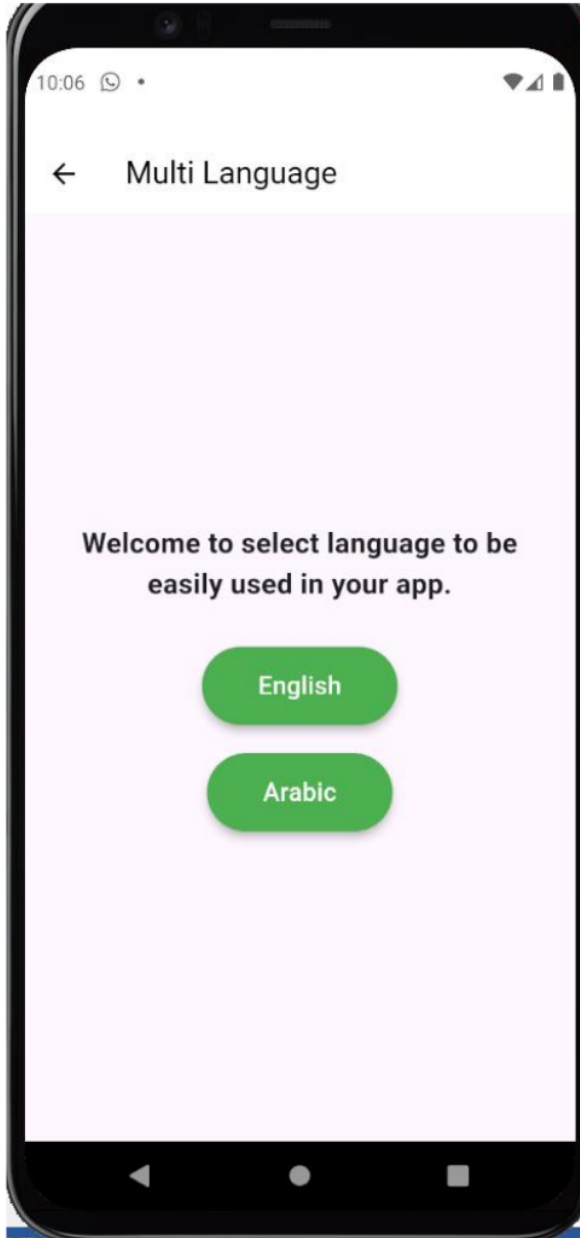 10:06
Multi Language
Welcome to select language to be
easily used in your app.
English
Arabic